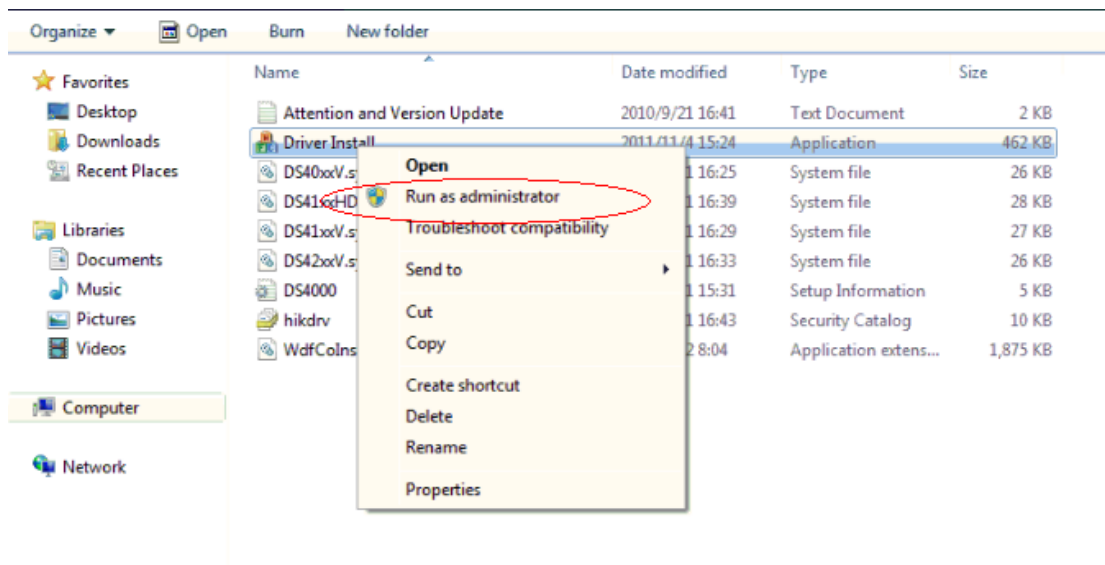 Organize Open Burn New folder
Favorites
Desktop
Downloads
Recent Places
Libraries
Documents
Music
Pictures
Videos
Computer
Network
Name Date modified Type Size
Attention and Version Update 2010/9/21 16:41 Text Document 2 KB
Driver Install 2011/11/4 15:24 Application 462 KB
DS40xxV.s 1 16:25 System file 26 KB
DS41xxHD 1 16:39 System file 28 KB
DS41xxV.s 1 16:29 System file 27 KB
DS42xxV.s 1 16:33 System file 26 KB
DS4000 1 15:31 Setup Information 5 KB
hikdrv 1 16:43 Security Catalog 10 KB
WdfCoIns 2 8:04 Application extens... 1,875 KB
Open
Run as administrator
Troubleshoot compatibility
Send to
Cut
Copy
Create shortcut
Delete
Rename
Properties